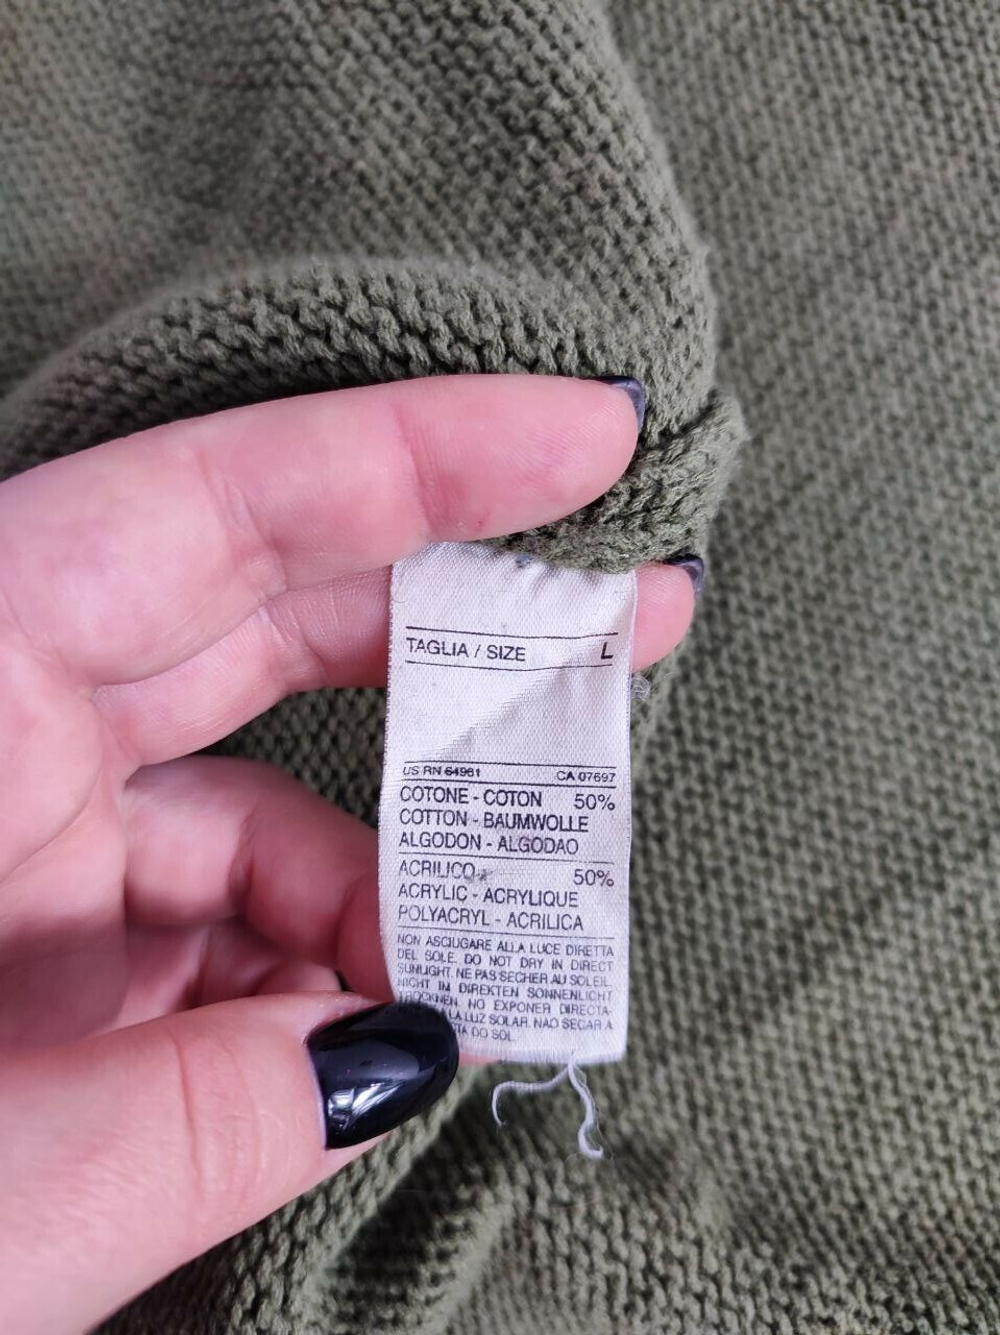 TAGLIA / SIZE L
US RN 64981 CA 07697
COTONE - COTON 50%
COTTON - BAUMWOLLE
ALGODON - ALGODAO
ACRILICO 50%
ACRYLIC - ACRYLIQUE
POLYACRYL - ACRILICA
NON ASCIUGARE ALLA LUCE DIRETTA
DEL SOLE. DO NOT DRY IN DIRECT
SUNLIGHT. NE PAS SECHER AU SOLEIL.
NICHT IM DIREKTEN SONNENLICHT
TROCKNEN. NO EXPONER DIRECTA-
LA LUZ SOLAR. NAO SECAR A
DO SOL.